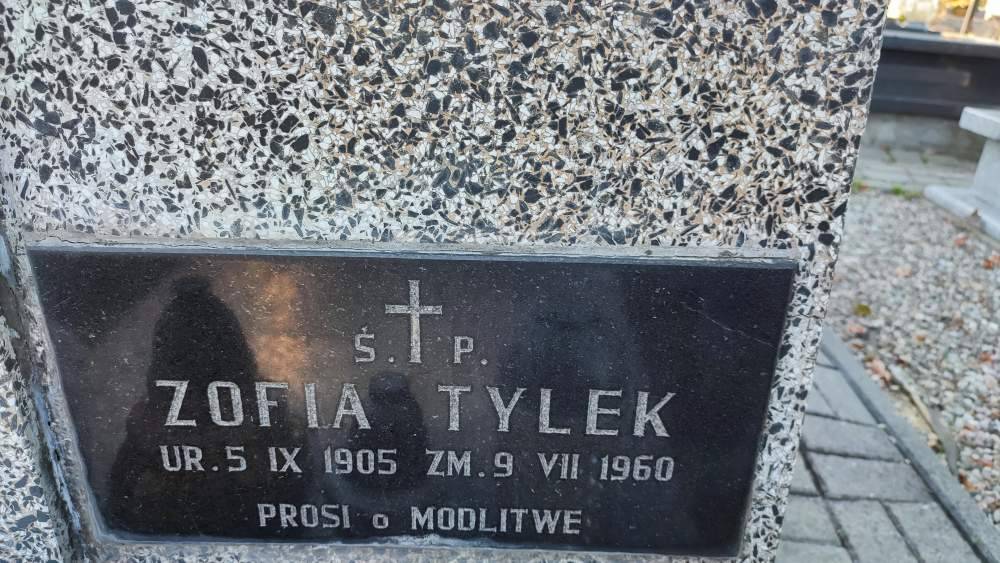 Ś. P.
ZOFIA TYLEK
UR. 5 IX 1905 ZM. 9 VII 1960
PROSI o MODLITWE